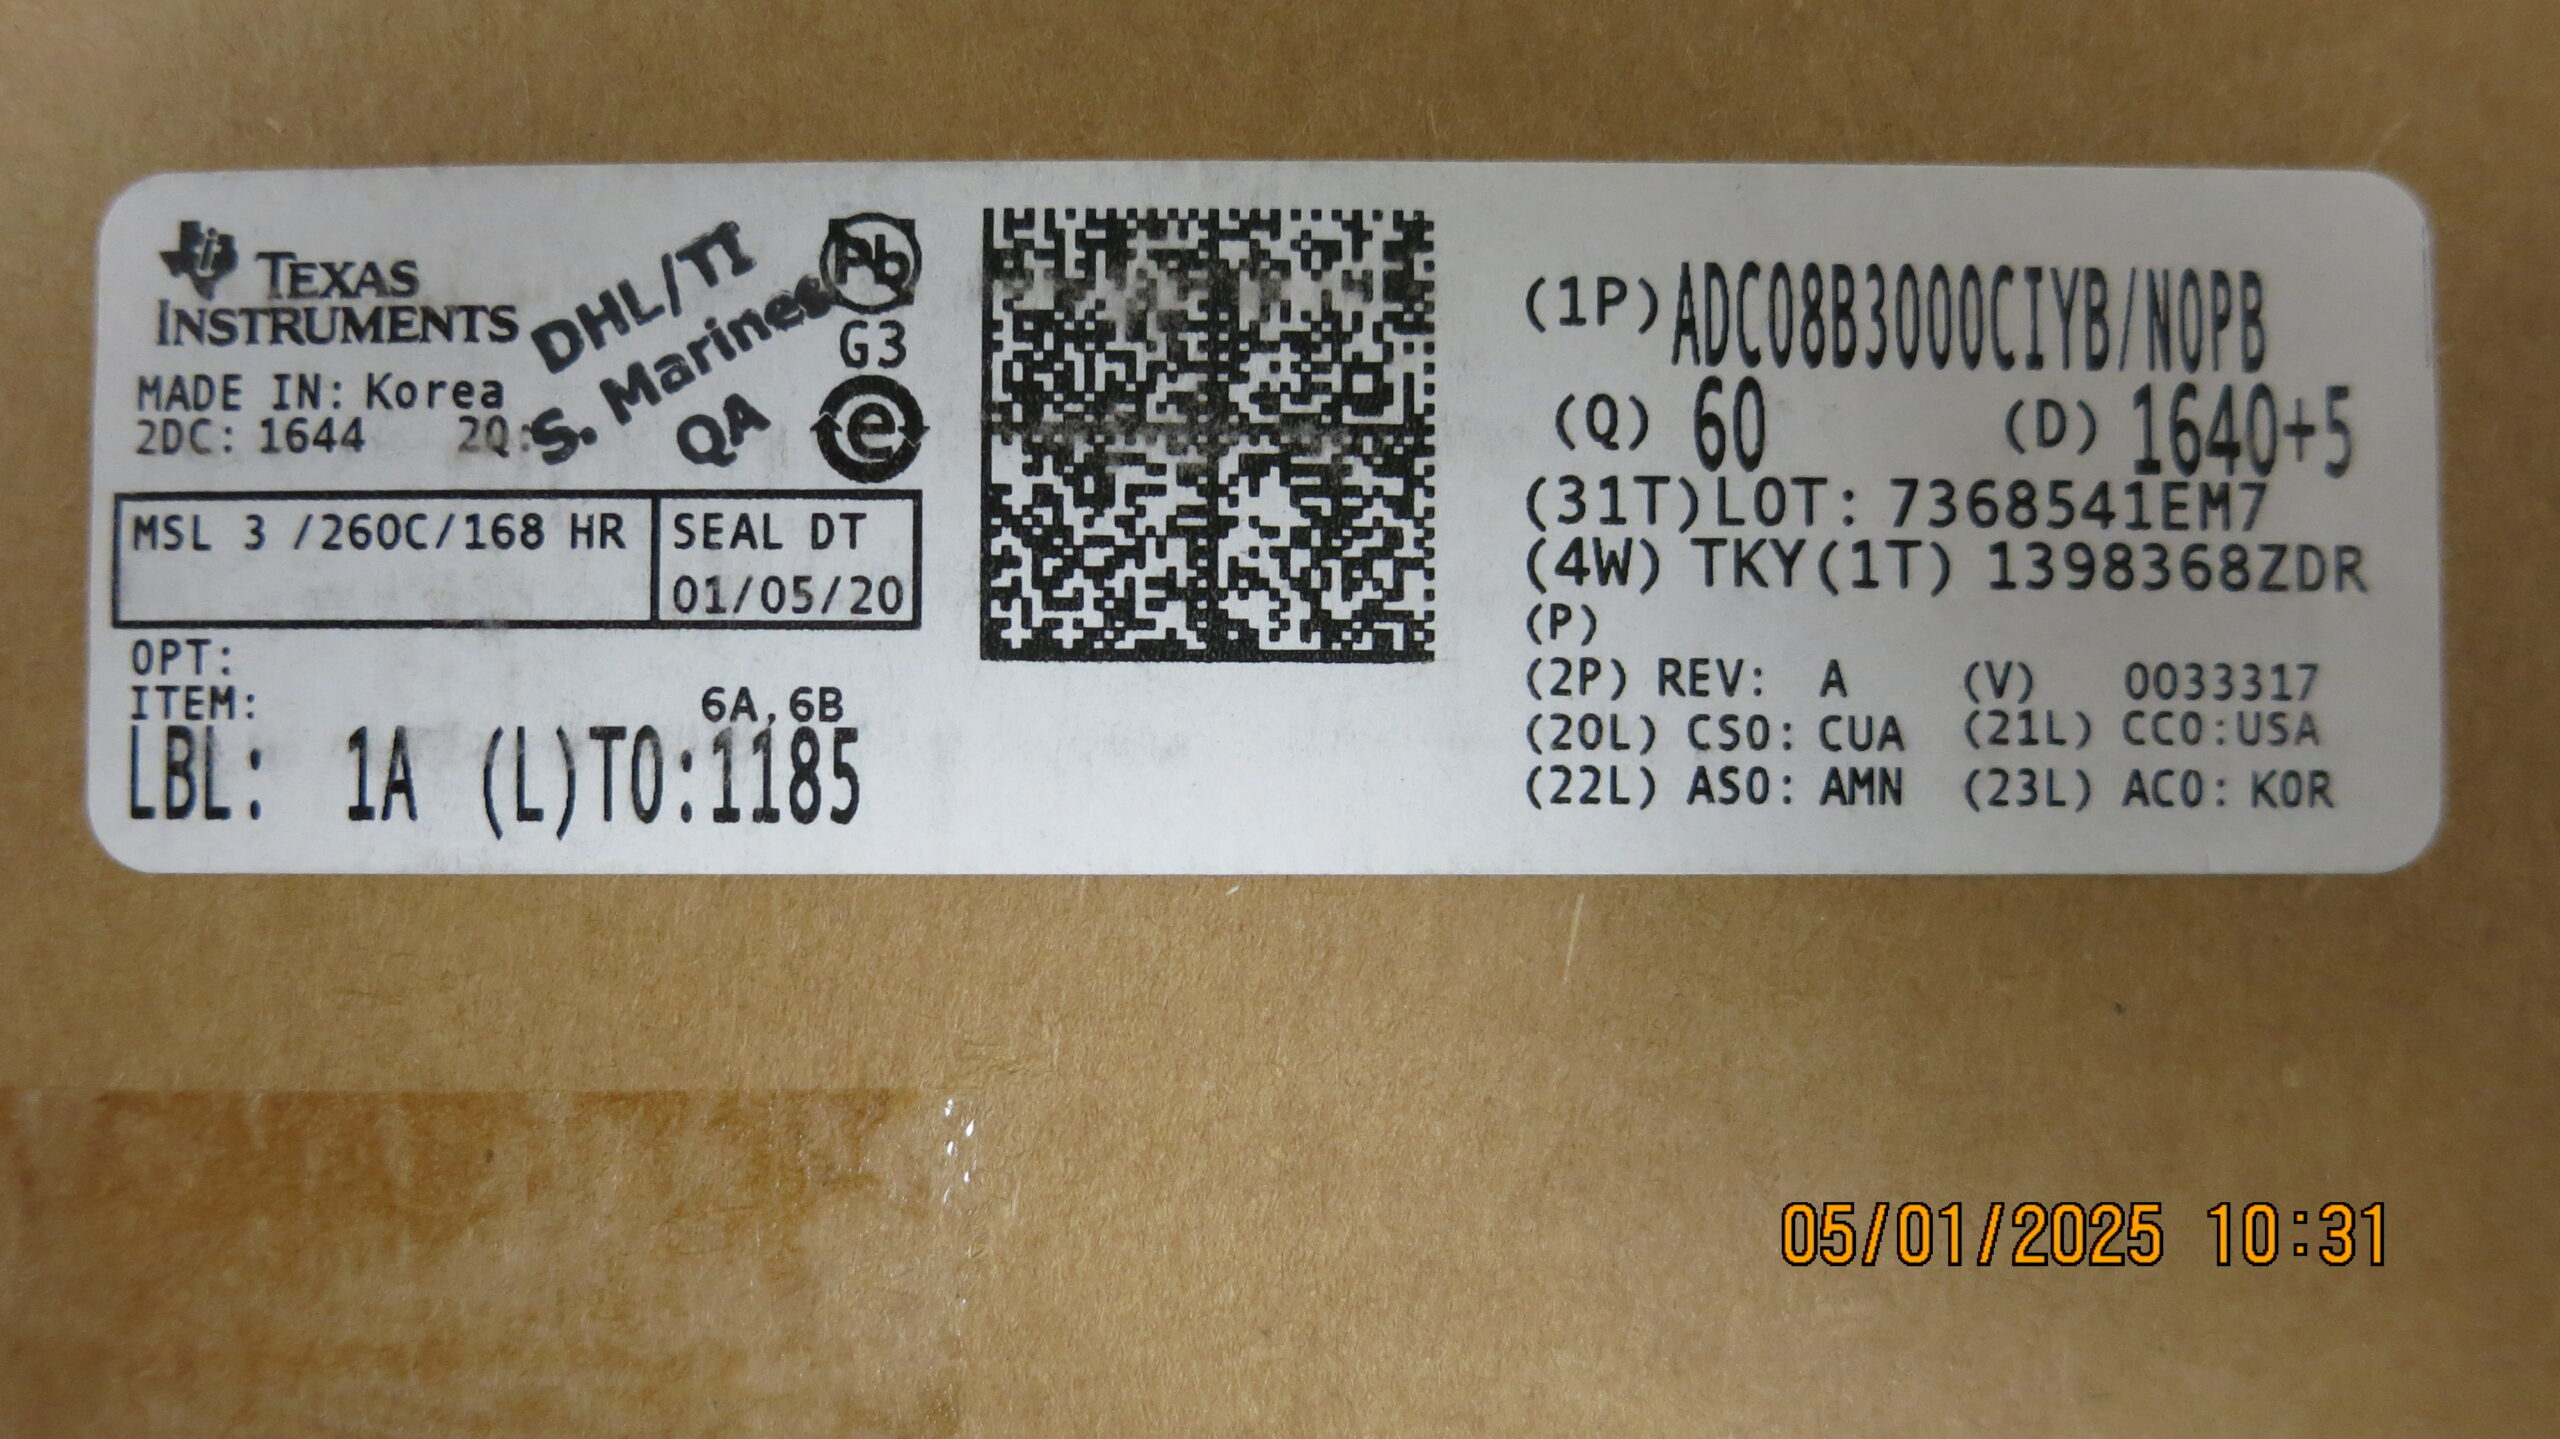 TEXAS
INSTRUMENTS
MADE IN: Korea
2DC: 1644 2Q:
DHL/TI
S. Marines
QA
Pb
G3
e
MSL 3 /260C/168 HR
SEAL DT
01/05/20
OPT:
ITEM:
6A,6B
LBL: 1A (L)TO:1185
(1P)ADC08B3000CIYB/NOPB
(Q) 60 (D) 1640+5
(31T)LOT: 7368541EM7
(4W) TKY(1T) 1398368ZDR
(P)
(2P) REV: A (V) 0033317
(20L) CSO: CUA (21L) CCO:USA
(22L) ASO: AMN (23L) ACO: KOR
05/01/2025 10:31